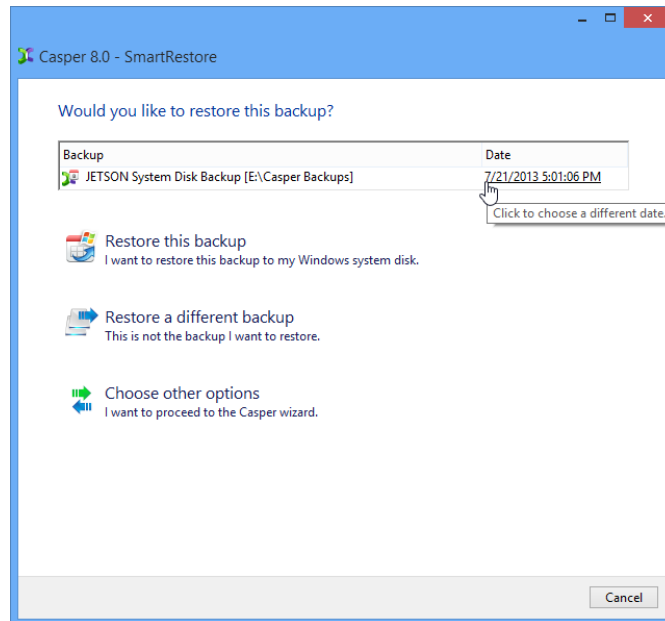 Casper 8.0 - SmartRestore
Would you like to restore this backup?
Backup Date
JETSON System Disk Backup [E:\Casper Backups] 7/21/2013 5:01:06 PM
Click to choose a different date.
Restore this backup
I want to restore this backup to my Windows system disk.
Restore a different backup
This is not the backup I want to restore.
Choose other options
I want to proceed to the Casper wizard.
Cancel